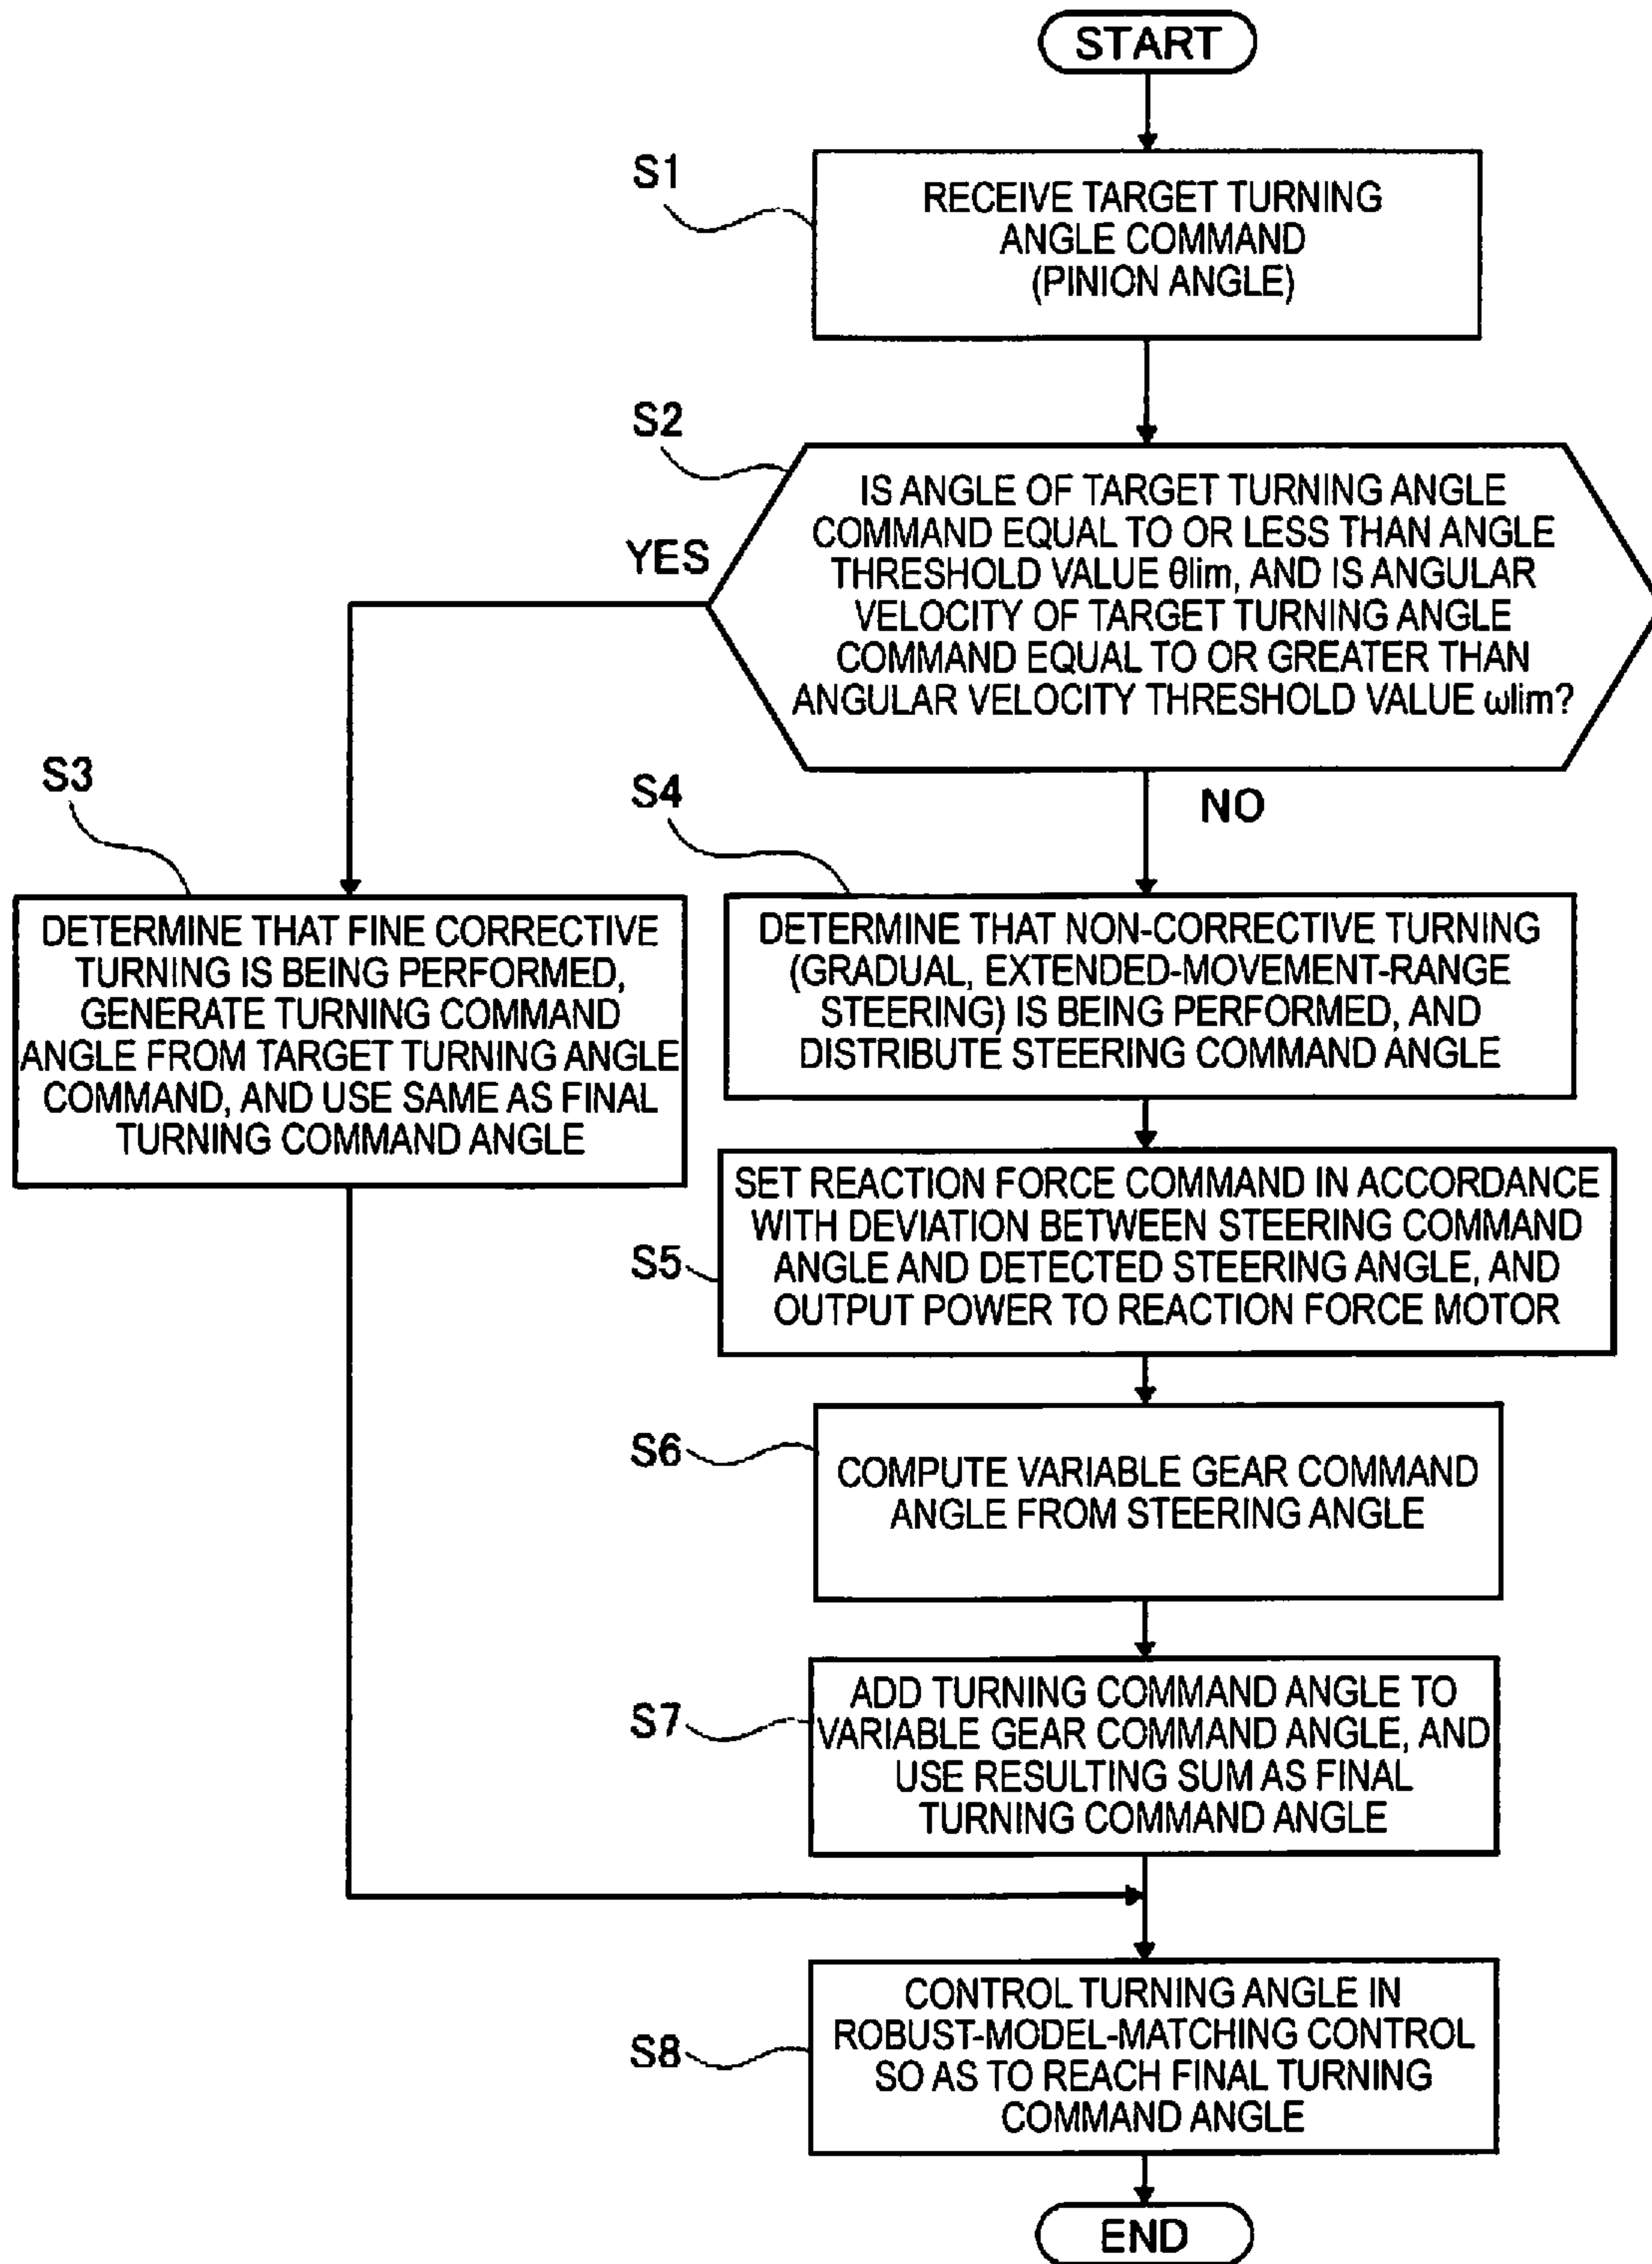 START
S1
RECEIVE TARGET TURNING
ANGLE COMMAND
(PINION ANGLE)
S2
IS ANGLE OF TARGET TURNING ANGLE
COMMAND EQUAL TO OR LESS THAN ANGLE
THRESHOLD VALUE θlim, AND IS ANGULAR
VELOCITY OF TARGET TURNING ANGLE
COMMAND EQUAL TO OR GREATER THAN
ANGULAR VELOCITY THRESHOLD VALUE ωlim?
YES
NO
S3
DETERMINE THAT FINE CORRECTIVE
TURNING IS BEING PERFORMED,
GENERATE TURNING COMMAND
ANGLE FROM TARGET TURNING ANGLE
COMMAND, AND USE SAME AS FINAL
TURNING COMMAND ANGLE
S4
DETERMINE THAT NON-CORRECTIVE TURNING
(GRADUAL, EXTENDED-MOVEMENT-RANGE
STEERING) IS BEING PERFORMED, AND
DISTRIBUTE STEERING COMMAND ANGLE
S5
SET REACTION FORCE COMMAND IN ACCORDANCE
WITH DEVIATION BETWEEN STEERING COMMAND
ANGLE AND DETECTED STEERING ANGLE, AND
OUTPUT POWER TO REACTION FORCE MOTOR
S6
COMPUTE VARIABLE GEAR COMMAND
ANGLE FROM STEERING ANGLE
S7
ADD TURNING COMMAND ANGLE TO
VARIABLE GEAR COMMAND ANGLE, AND
USE RESULTING SUM AS FINAL
TURNING COMMAND ANGLE
S8
CONTROL TURNING ANGLE IN
ROBUST-MODEL-MATCHING CONTROL
SO AS TO REACH FINAL TURNING
COMMAND ANGLE
END